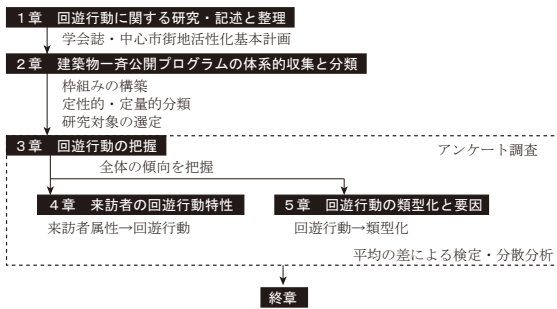 1章 回遊行動に関する研究・記述と整理
学会誌・中心市街地活性化基本計画
2章 建築物一斉公開プログラムの体系的収集と分類
枠組みの構築
定性的・定量的分類
研究対象の選定
3章 回遊行動の把握
アンケート調査
全体の傾向を把握
4章 来訪者の回遊行動特性
5章 回遊行動の類型化と要因
来訪者属性→回遊行動
回遊行動→類型化
平均の差による検定・分散分析
終章